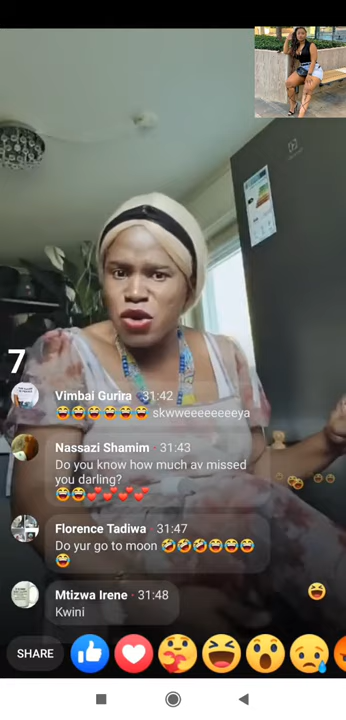 7
Vimbai Gurira · 31:42
😂😂😂😂😂😂 skwweeeeeeeeya
Nassazi Shamim · 31:43
Do you know how much av missed
you darling?
😂😂❤️❤️❤️❤️
Florence Tadiwa · 31:47
Do yur go to moon 🤣🤣🤣😂😂😂
😂
Mtizwa Irene · 31:48
Kwini
SHARE